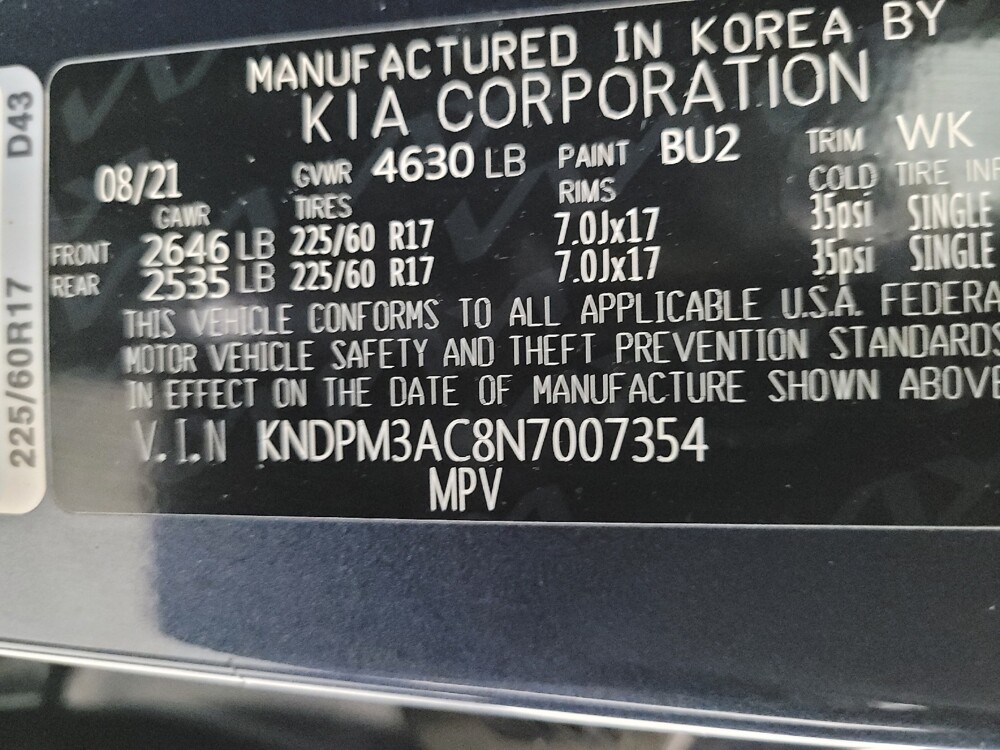 MANUFACTURED IN KOREA BY
KIA CORPORATION
08/21 GVWR 4630 LB PAINT BU2 TRIM WK
GAWR TIRES RIMS COLD TIRE INF
FRONT 2646 LB 225/60 R17 7.0Jx17 35psi SINGLE
REAR 2535 LB 225/60 R17 7.0Jx17 35psi SINGLE
THIS VEHICLE CONFORMS TO ALL APPLICABLE U.S.A. FEDERA
MOTOR VEHICLE SAFETY AND THEFT PREVENTION STANDARDS
IN EFFECT ON THE DATE OF MANUFACTURE SHOWN ABOVE
V.I.N KNDPM3AC8N7007354
MPV
225/60R17 D43